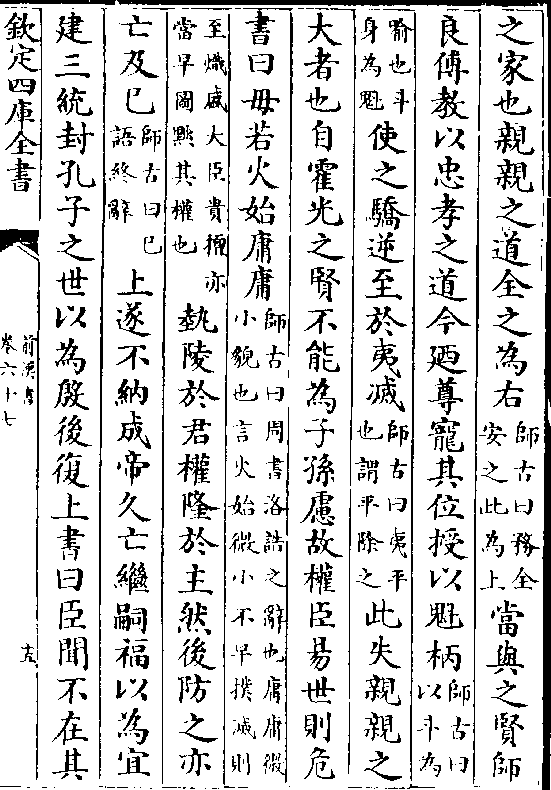 之家也親親之道全之為右師古曰務全安之此為上當與之賢師
良傅教以忠孝之道今廼尊寵其位授以魁柄師古曰以斗為
喻也斗身為魁使之驕逆至於夷滅師古曰夷平也謂平除之此失親親之
大者也自霍光之賢不能為子孫慮故權臣易世則危
書曰毋若火始庸庸師古曰周書洛誥之辭也庸庸微小貌也言火始微小不早撲滅則
至熾盛大臣貴擅亦當早圖黜其權也埶陵於君權隆於主然後防之亦
亡及已師古曰已語終辭上遂不納成帝久亡繼嗣福以為宜
建三統封孔子之世以為殷後復上書曰臣聞不在其
欽定四庫全書
前漢書
卷六十七
十五